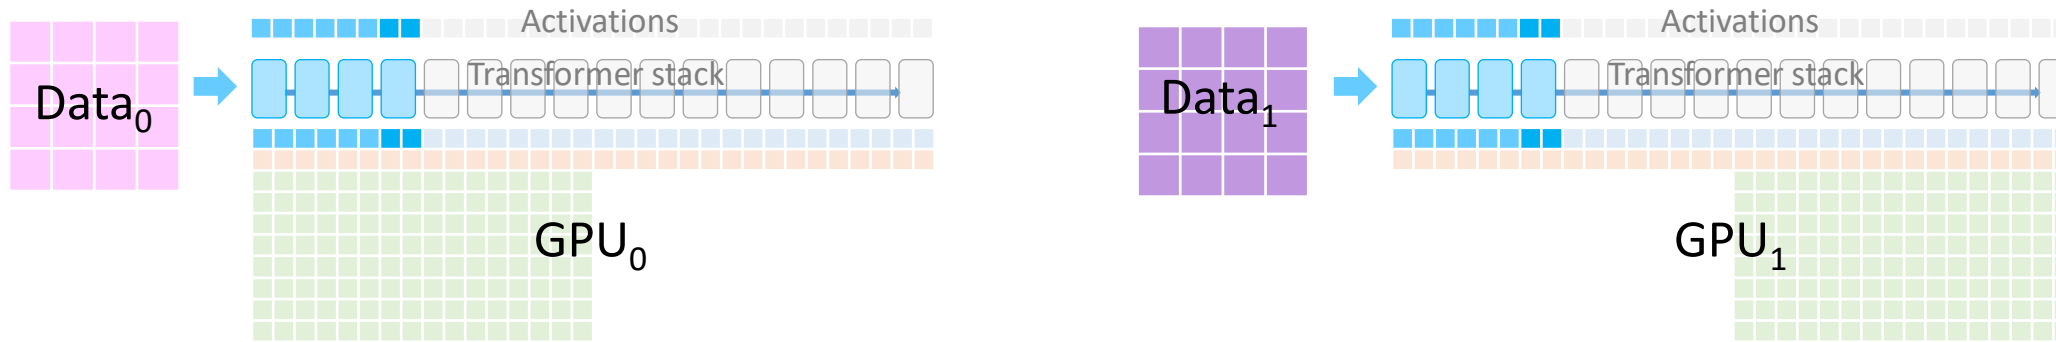 Activations
Transformer stack
Data₀
GPU₀
Activations
Transformer stack
Data₁
GPU₁